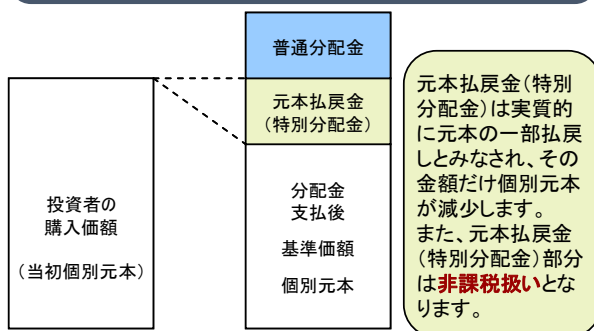 普通分配金
元本払戻金
（特別分配金）
投資者の
購入価額
（当初個別元本）
分配金
支払後
基準価額
個別元本
元本払戻金（特別
分配金）は実質的
に元本の一部払戻
しとみなされ、その
金額だけ個別元本
が減少します。
また、元本払戻金
（特別分配金）部分
は非課税扱いとな
ります。